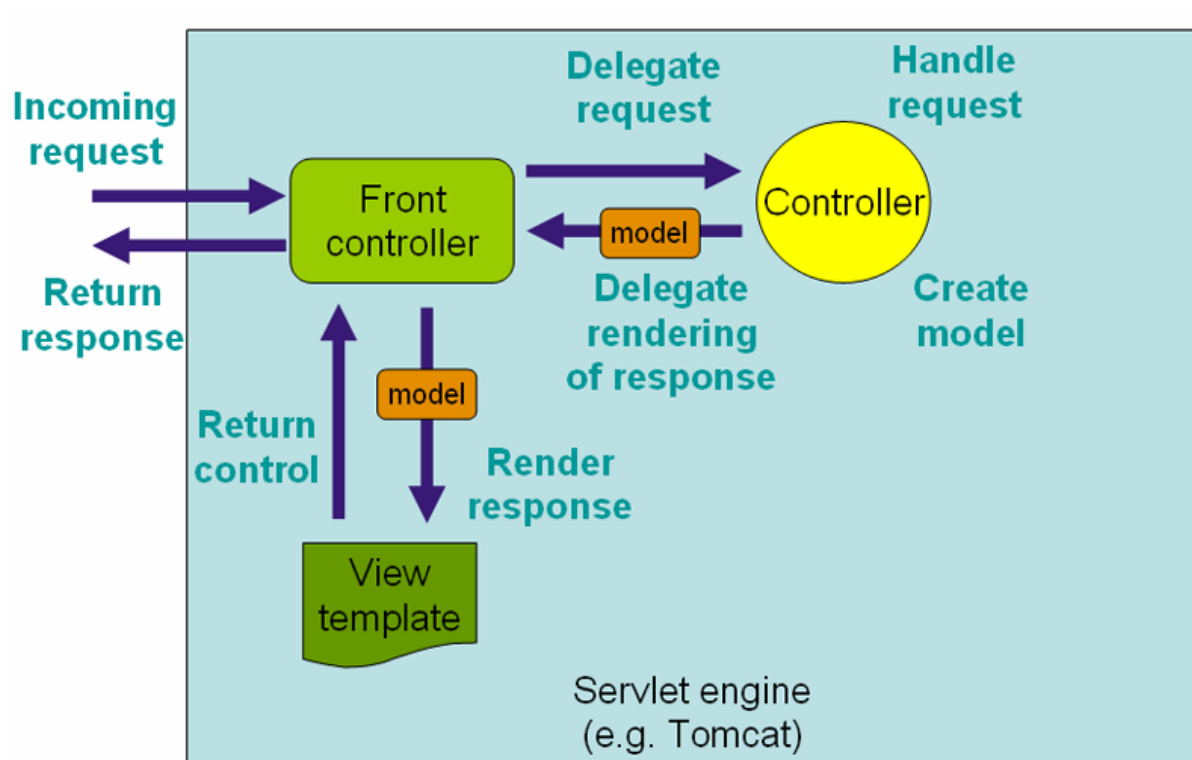 Incoming
request
Return
response
Front
controller
Delegate
request
Handle
request
Controller
model
Delegate
rendering
of response
Create
model
model
Return
control
Render
response
View
template
Servlet engine
(e.g. Tomcat)